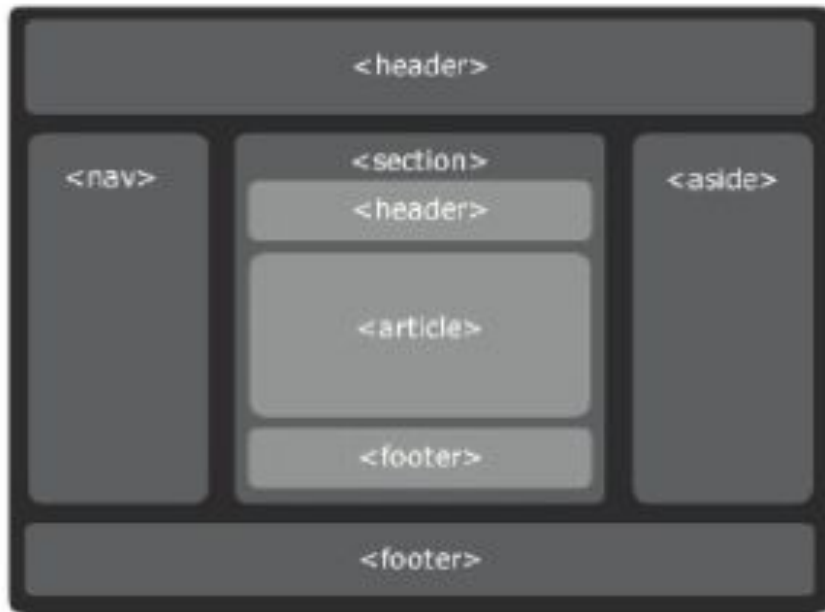 <header>
<nav>
<section>
<header>
<article>
<footer>
<aside>
<footer>